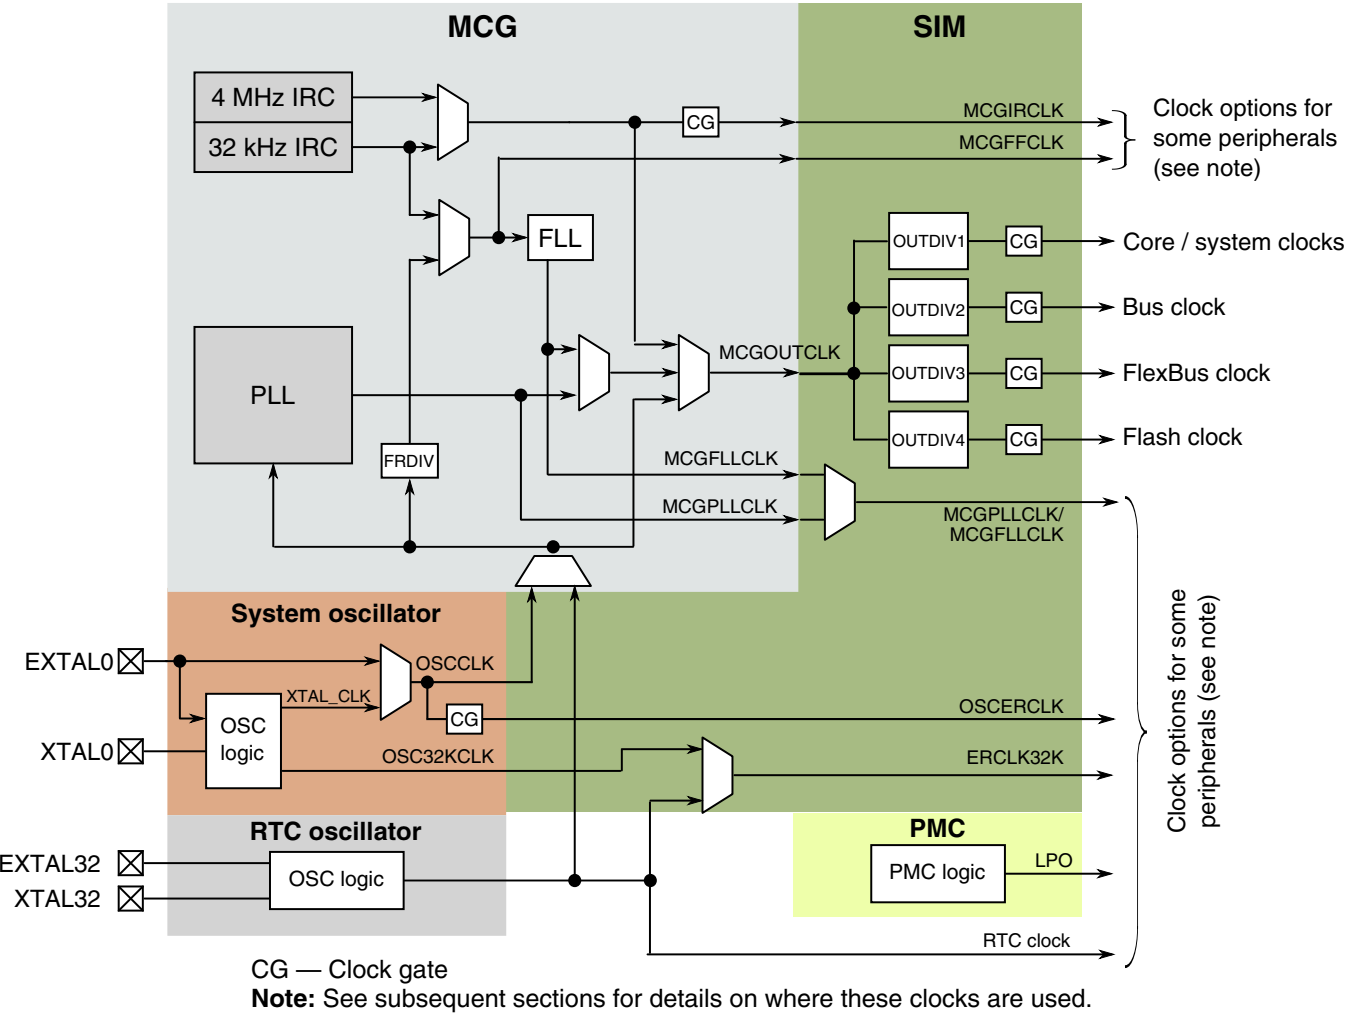 MCG
SIM
4 MHz IRC
32 kHz IRC
CG
MCGIRCLK
MCGFFCLK
Clock options for
some peripherals
(see note)
FLL
OUTDIV1
CG
Core / system clocks
OUTDIV2
CG
Bus clock
PLL
MCGOUTCLK
OUTDIV3
CG
FlexBus clock
OUTDIV4
CG
Flash clock
FRDIV
MCGFLLCLK
MCGPLLCLK
MCGPLLCLK/
MCGFLLCLK
System oscillator
EXTAL0
OSCCLK
XTAL_CLK
OSC
logic
CG
OSCERCLK
XTAL0
OSC32KCLK
ERCLK32K
Clock options for some
peripherals (see note)
RTC oscillator
PMC
EXTAL32
XTAL32
OSC logic
PMC logic
LPO
RTC clock
CG — Clock gate
Note: See subsequent sections for details on where these clocks are used.